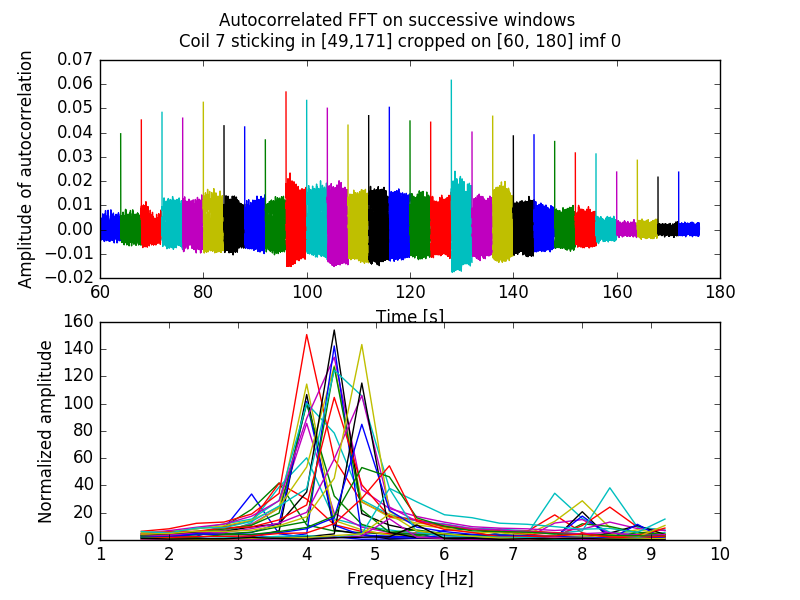 Autocorrelated FFT on successive windows
Coil 7 sticking in [49,171] cropped on [60, 180] imf 0
Amplitude of autocorrelation
0.07
0.06
0.05
0.04
0.03
0.02
0.01
0.00
−0.01
−0.02
60 80 100 120 140 160 180
Time [s]
Normalized amplitude
160
140
120
100
80
60
40
20
0
1 2 3 4 5 6 7 8 9 10
Frequency [Hz]